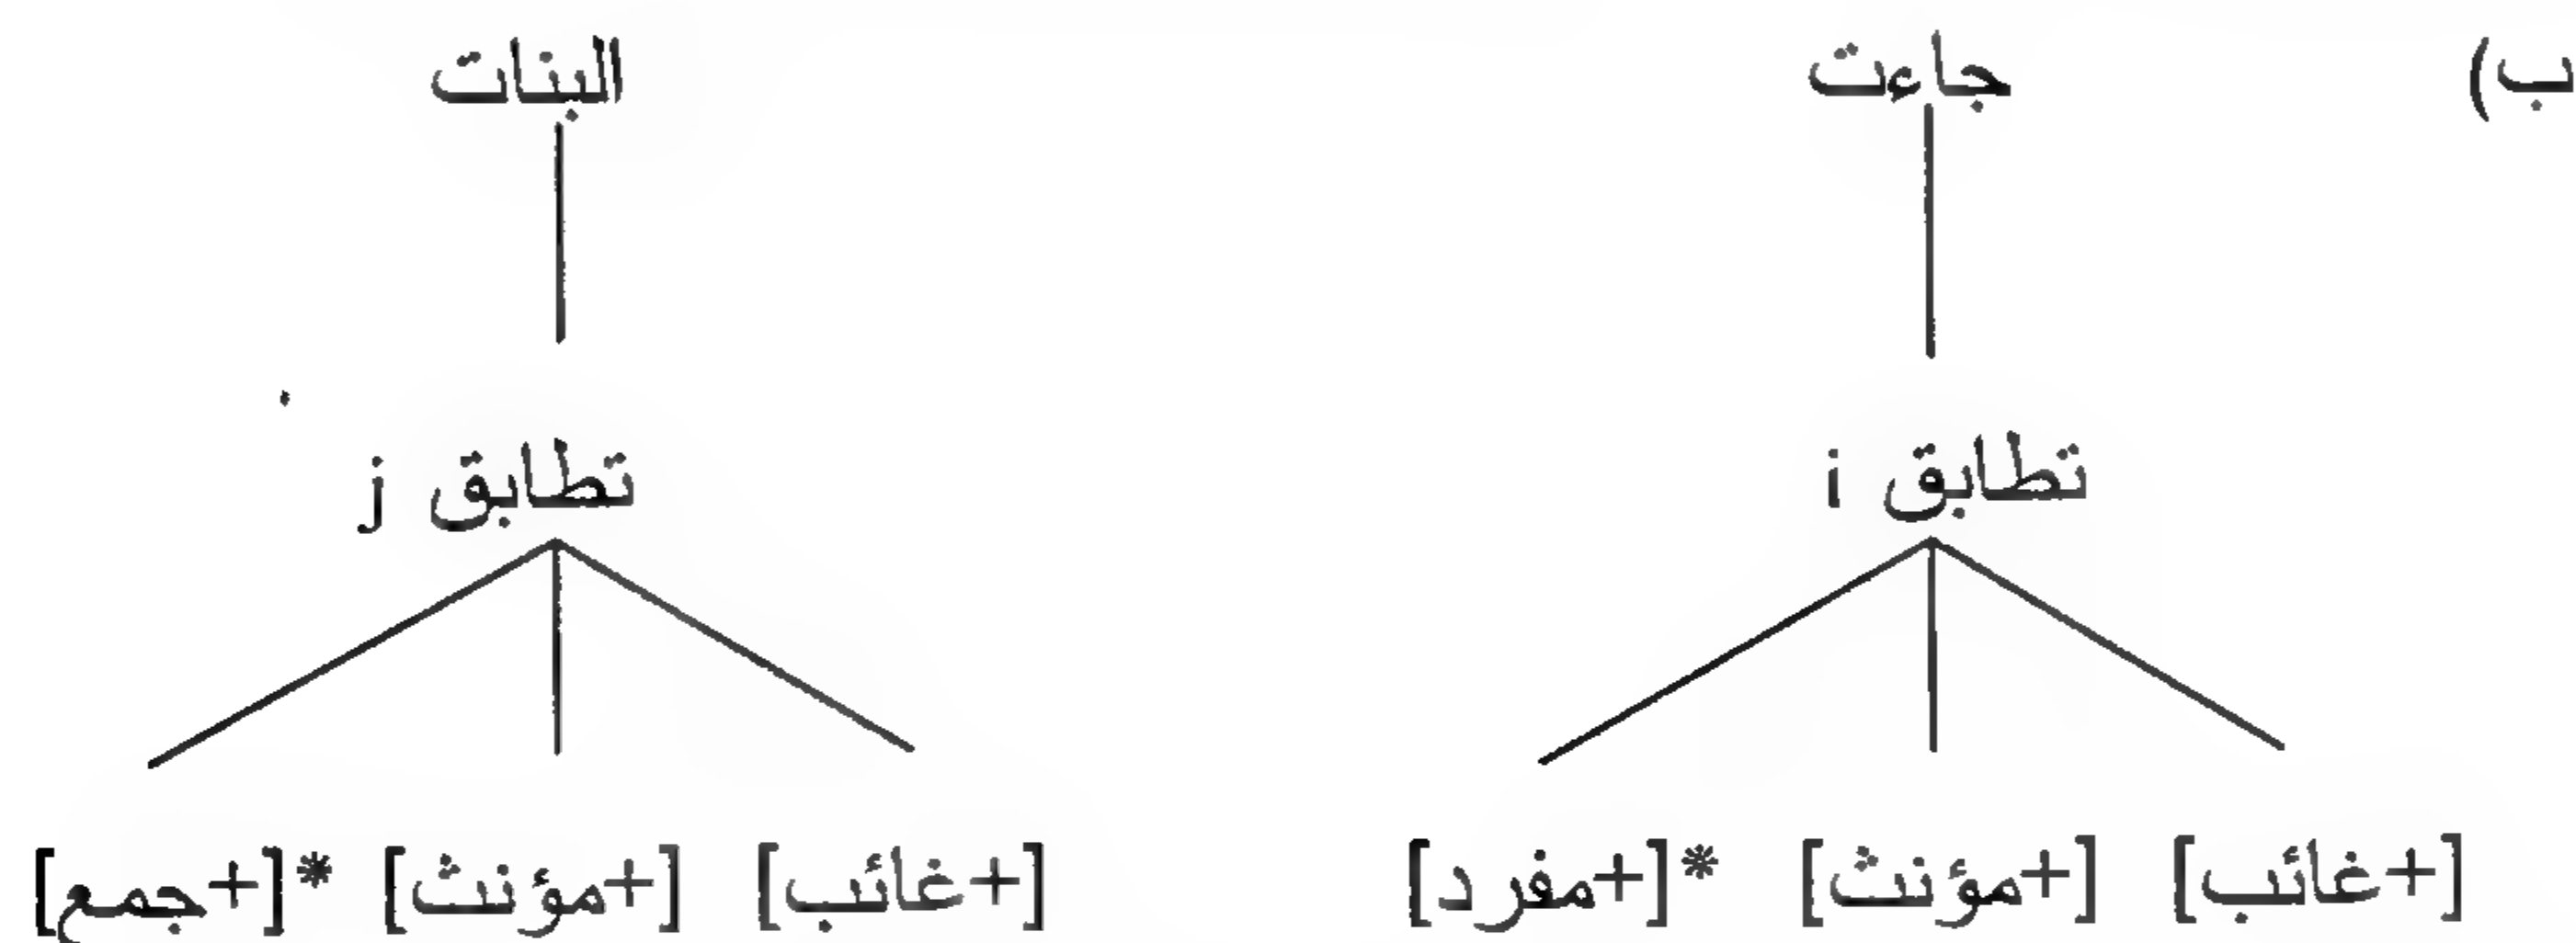 ب) جاءت البنات
تطابق i تطابق j
[+غائب] [+مؤنث] *[+مفرد] [+غائب] [+مؤنث] *[+جمع]